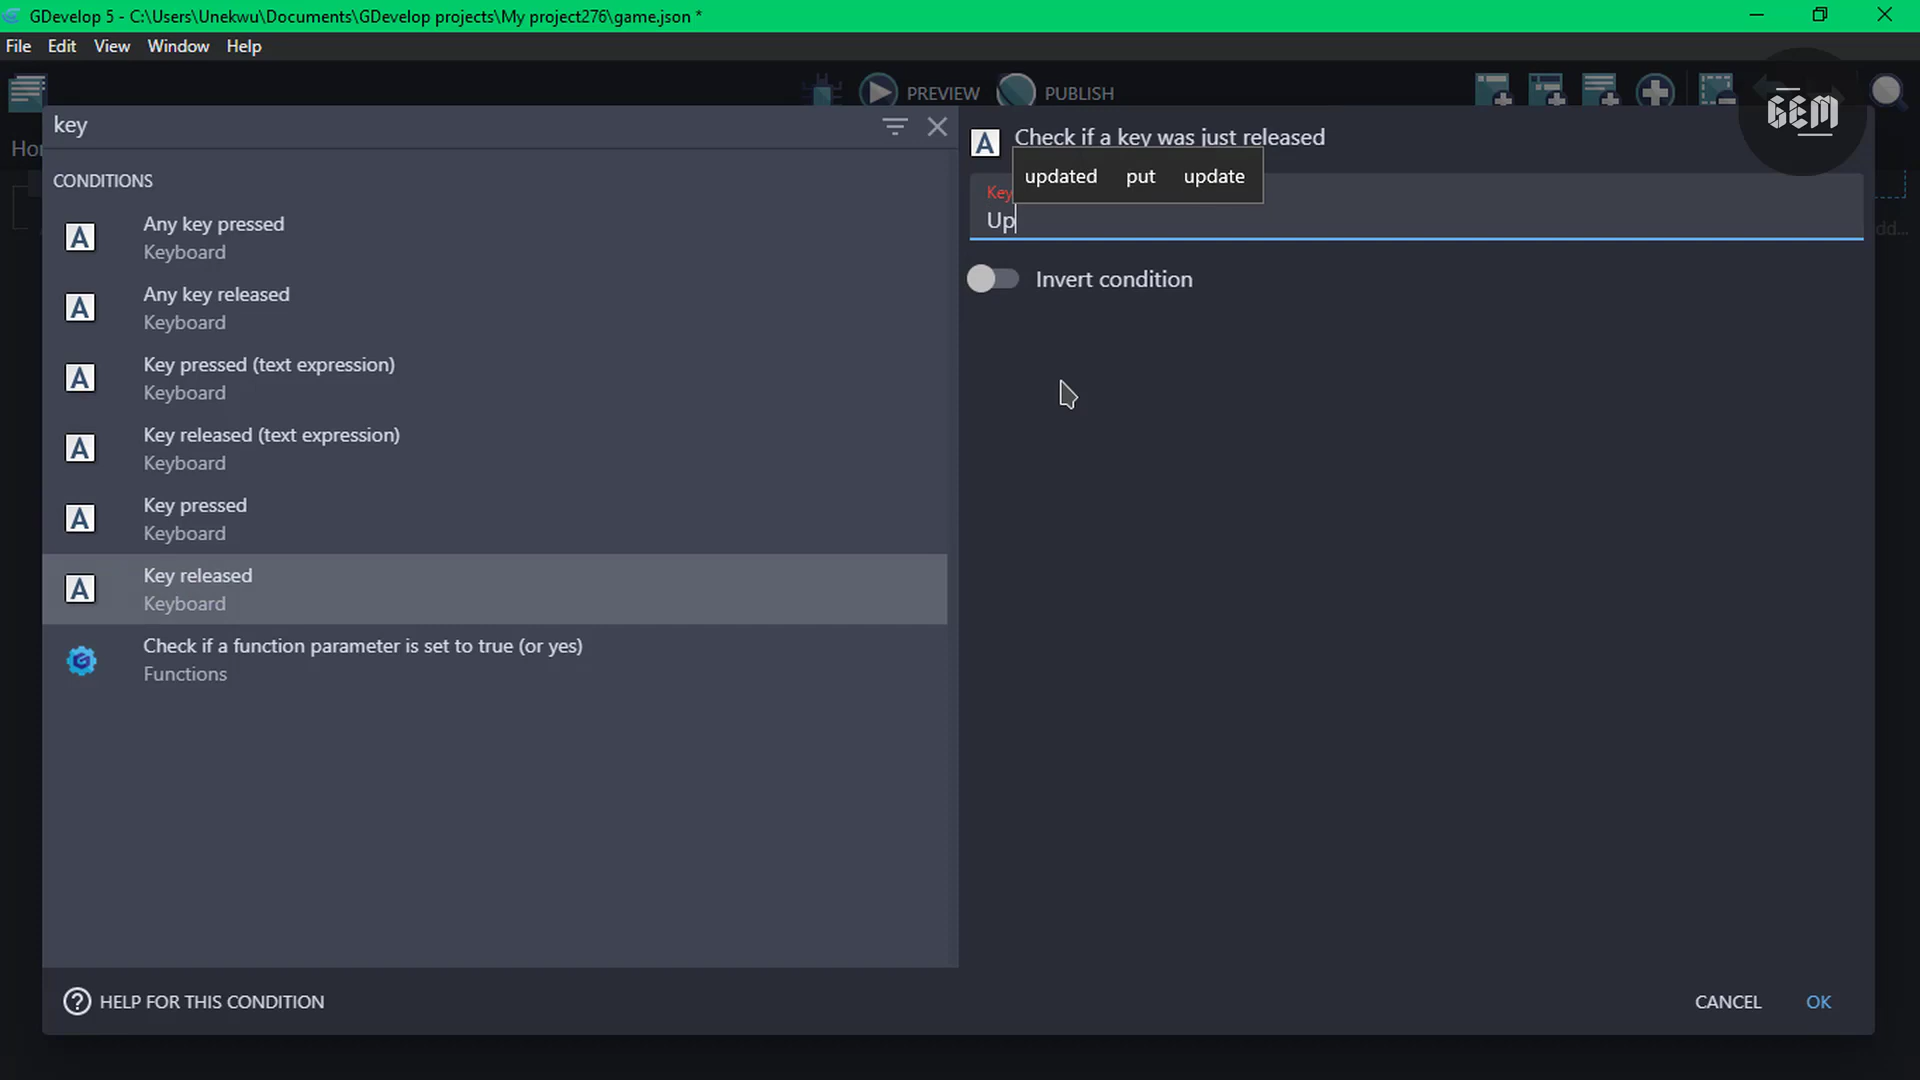 GDevelop 5 - C:\Users\Unekwu\Documents\GDevelop projects\My project276\game.json *
File Edit View Window Help
PREVIEW PUBLISH
GEM
key
Check if a key was just released
updated put update
Key
Up
CONDITIONS
Any key pressed
Keyboard
Any key released
Keyboard
Key pressed (text expression)
Keyboard
Key released (text expression)
Keyboard
Key pressed
Keyboard
Key released
Keyboard
Check if a function parameter is set to true (or yes)
Functions
Invert condition
HELP FOR THIS CONDITION
CANCEL OK